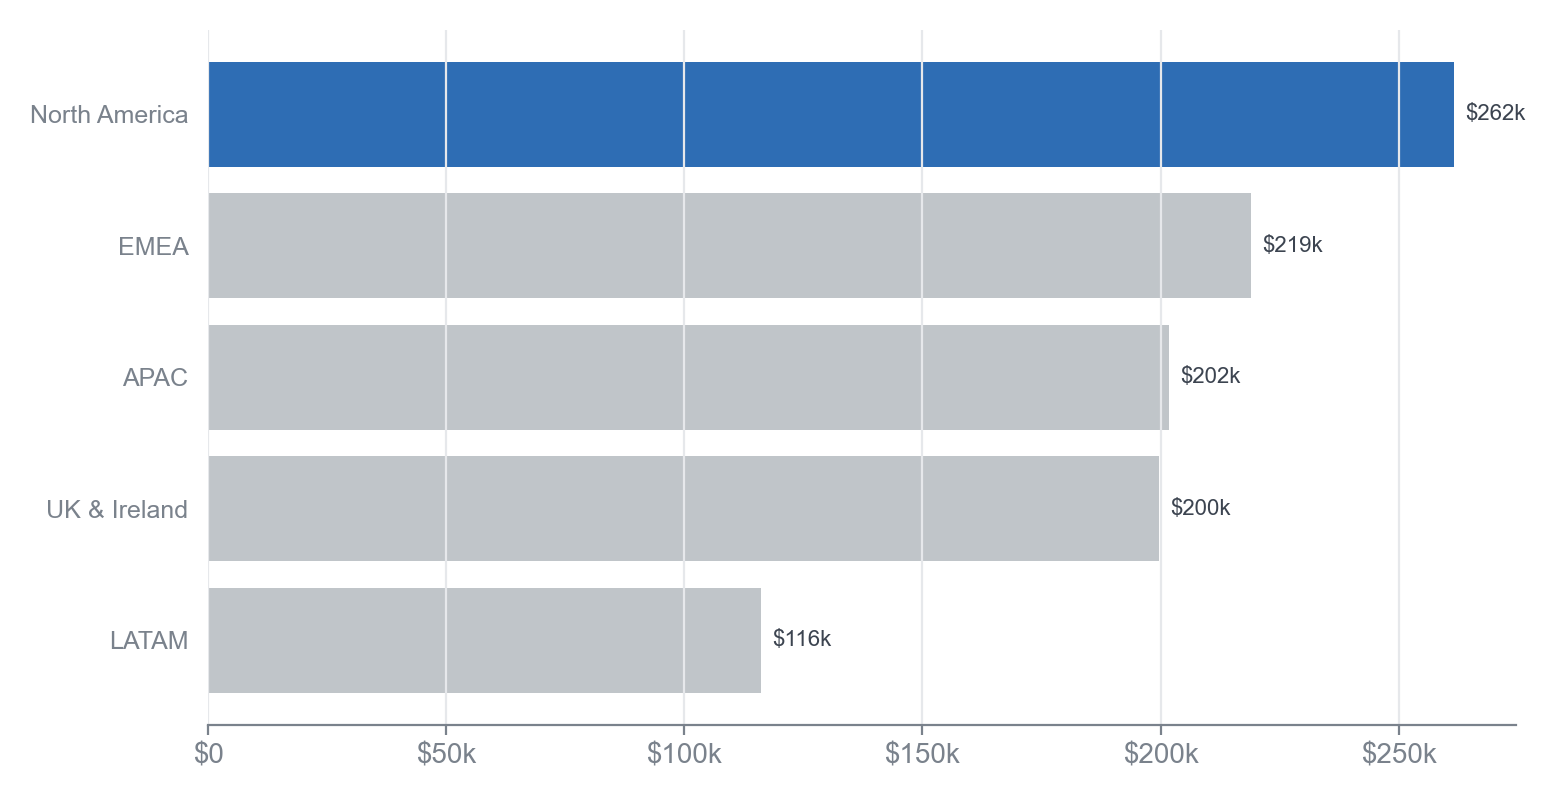 North America $262k
EMEA $219k
APAC $202k
UK & Ireland $200k
LATAM $116k
$0 $50k $100k $150k $200k $250k